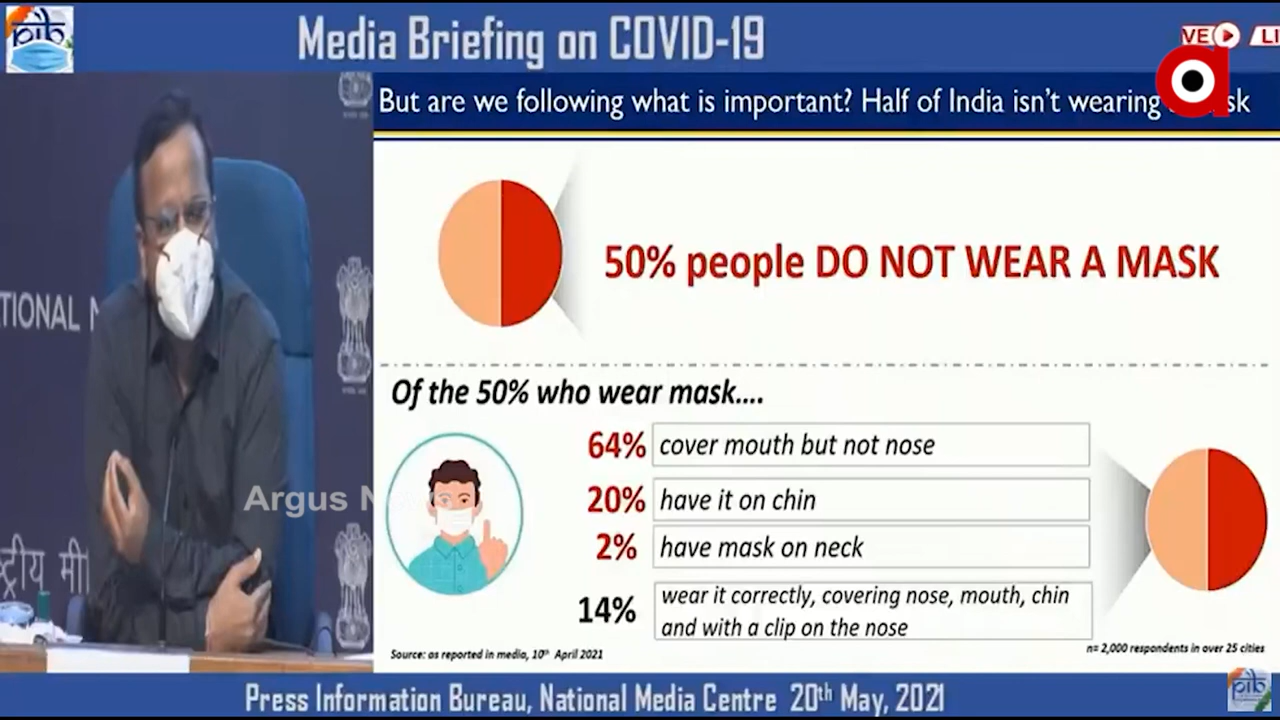 pib
Media Briefing on COVID-19
VE LI
But are we following what is important? Half of India isn't wearing
50% people DO NOT WEAR A MASK
TIONAL
Of the 50% who wear mask....
64% cover mouth but not nose
20% have it on chin
2% have mask on neck
14% wear it correctly, covering nose, mouth, chin
and with a clip on the nose
Argus
ष्ट्रीय मी
Source: as reported in media, 10th April 2021
n= 2,000 respondents in over 25 cities
Press Information Bureau, National Media Centre 20th May, 2021
pib